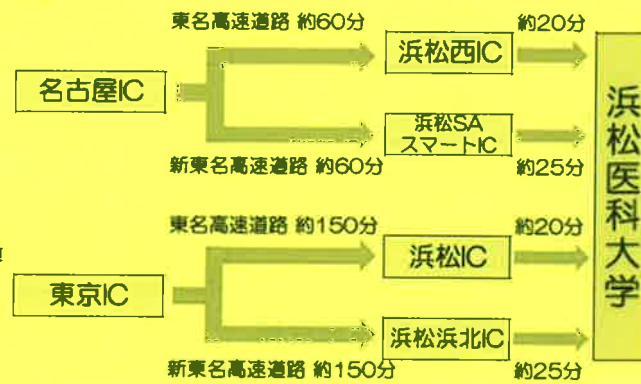 東名高速道路 約60分
約20分
名古屋IC
浜松西IC
浜松SA
スマートIC
新東名高速道路 約60分
約25分
東名高速道路 約150分
約20分
東京IC
浜松IC
浜松浜北IC
新東名高速道路 約150分
約25分
浜松医科大学